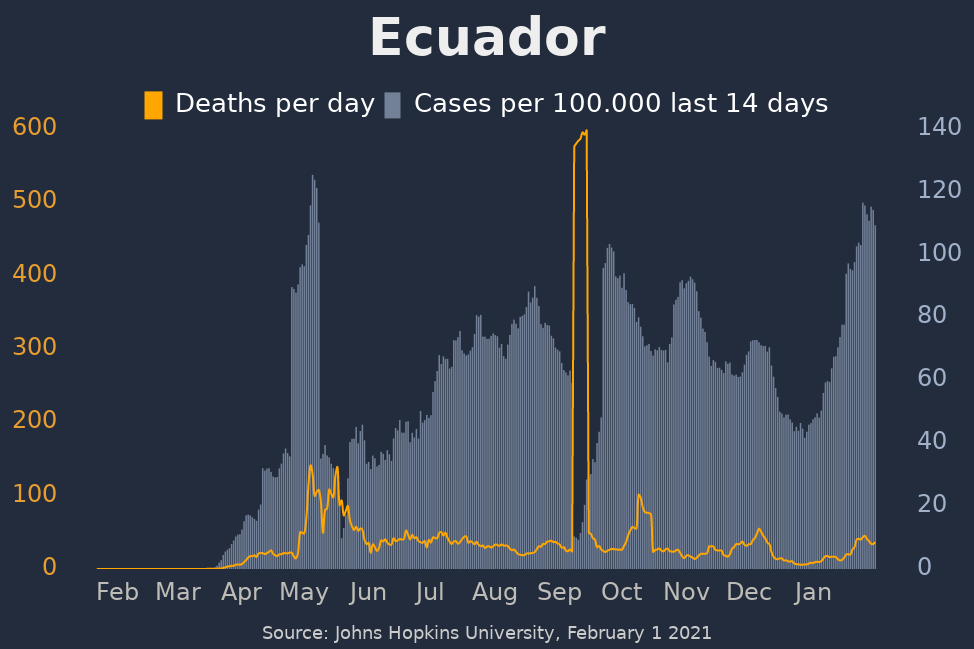 Ecuador
Deaths per day Cases per 100.000 last 14 days
600 140
500 120
400 100
300 80
200 60
100 40
0 20
0
Feb Mar Apr May Jun Jul Aug Sep Oct Nov Dec Jan
Source: Johns Hopkins University, February 1 2021